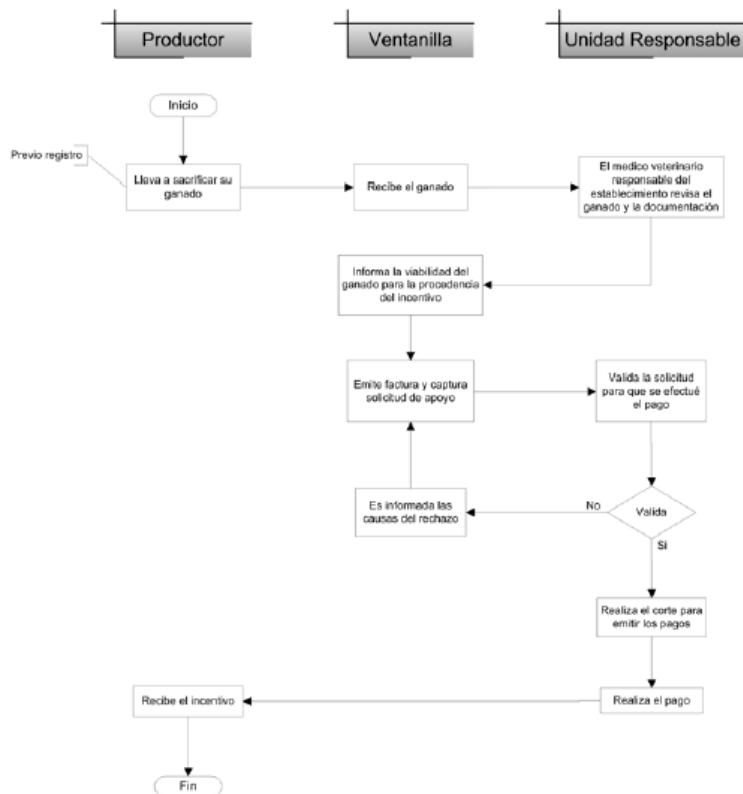 Productor
Ventanilla
Unidad Responsable
Inicio
Previo registro
Lleva a sacrificar su
ganado
Recibe el ganado
El medico veterinario
responsable del
establecimiento revisa el
ganado y la documentación
Informa la viabilidad del
ganado para la procedencia
del incentivo
Emite factura y captura
solicitud de apoyo
Valida la solicitud
para que se efectué
el pago
Es informada las
causas del rechazo
No
Valida
Si
Realiza el corte para
emitir los pagos
Recibe el incentivo
Realiza el pago
Fin